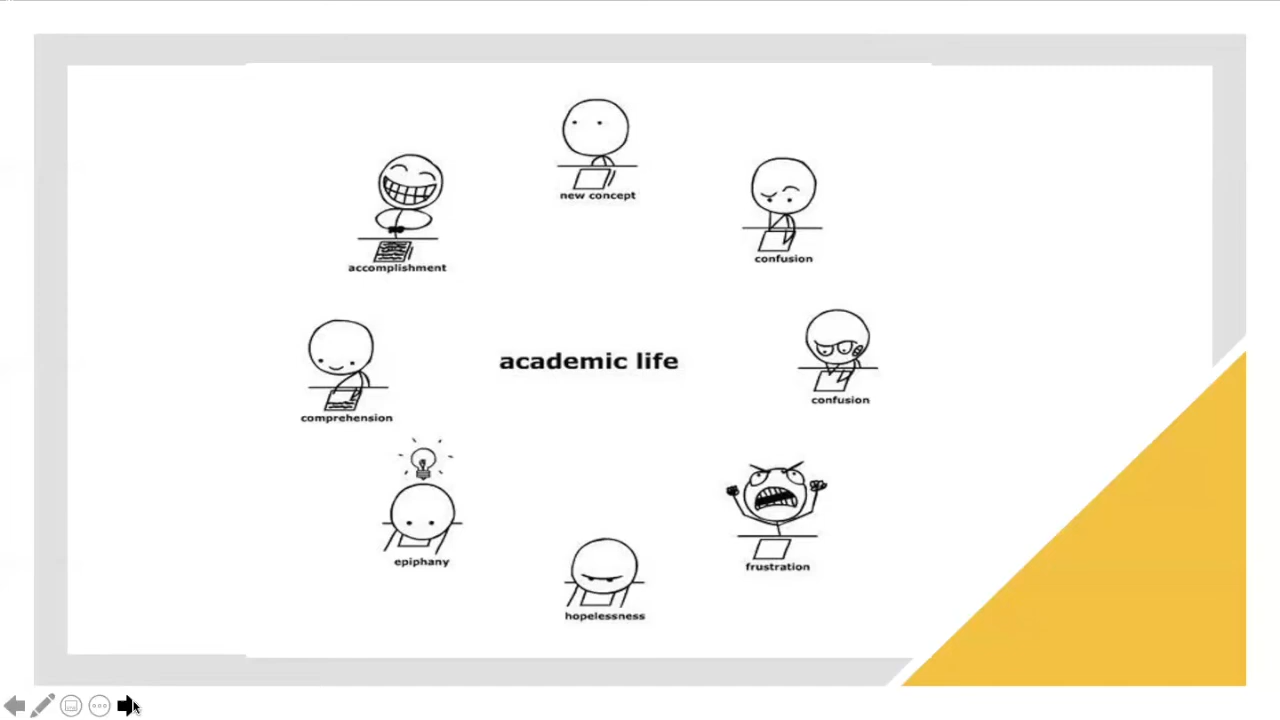 new concept
confusion
confusion
frustration
hopelessness
epiphany
comprehension
accomplishment
academic life